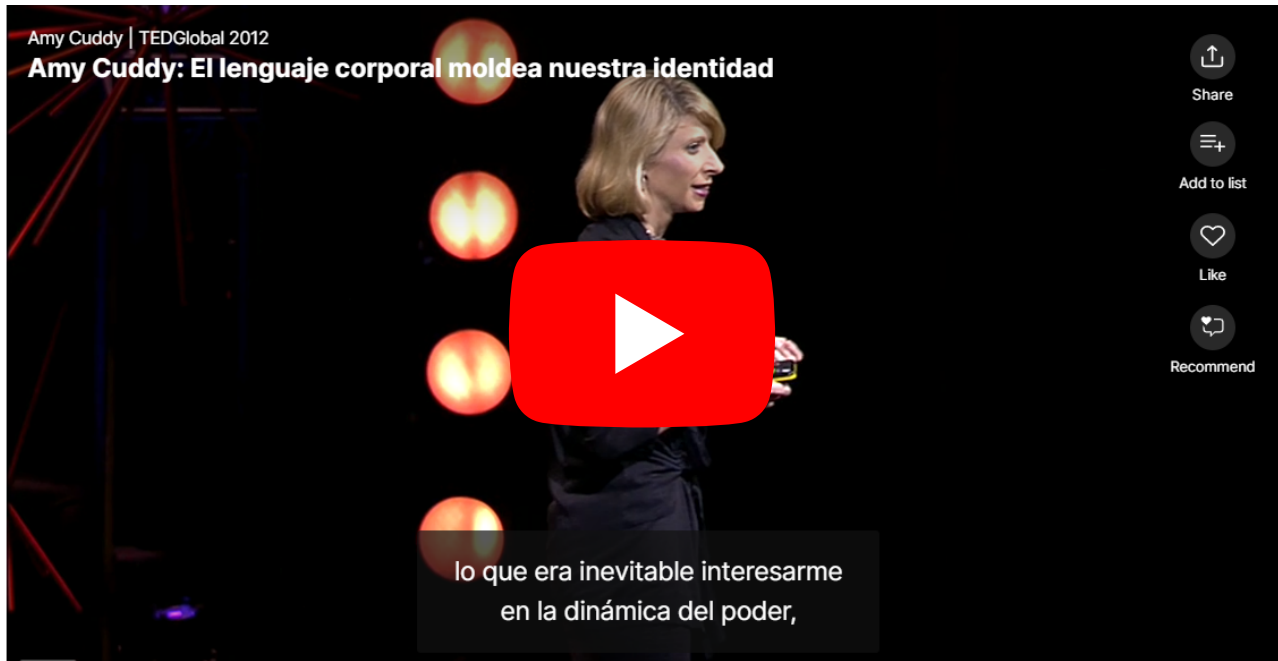 Amy Cuddy | TEDGlobal 2012
Amy Cuddy: El lenguaje corporal moldea nuestra identidad
Share
Add to list
Like
Recommend
lo que era inevitable interesarme
en la dinámica del poder,